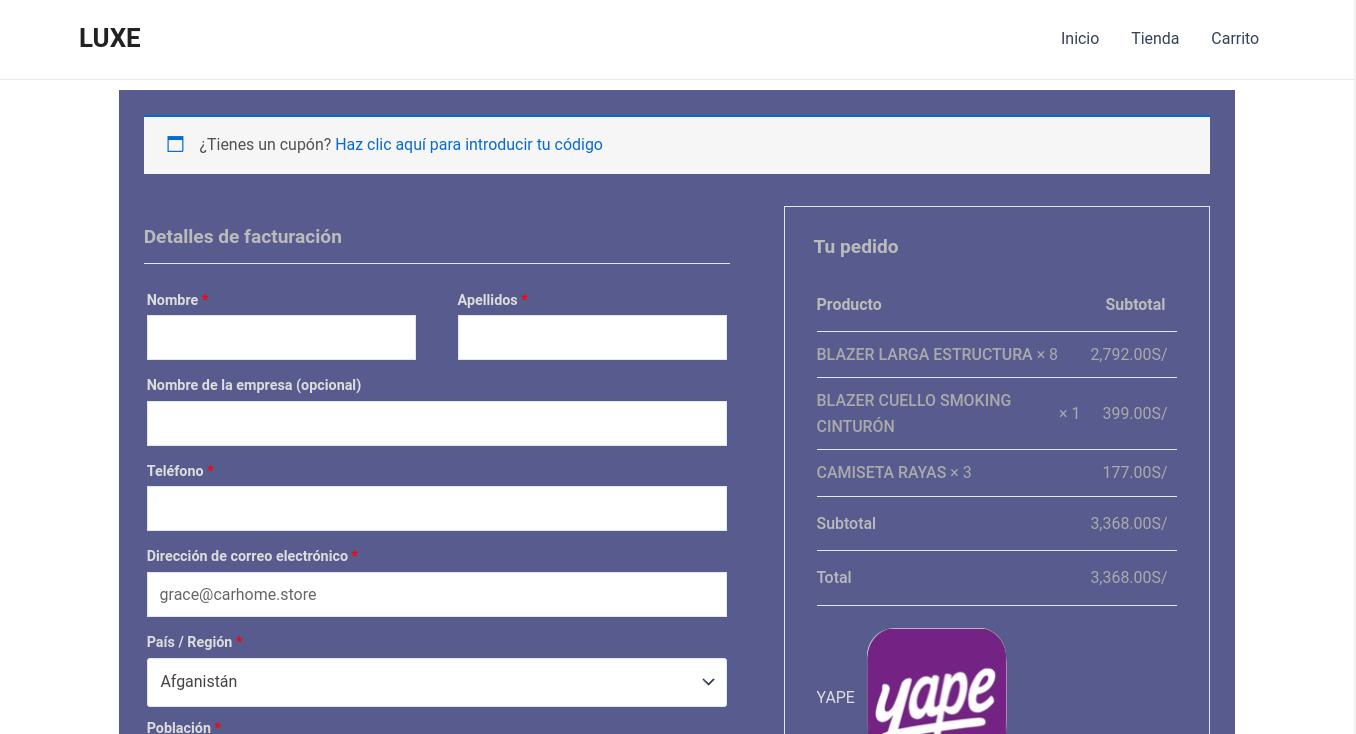 LUXE
Inicio Tienda Carrito
¿Tienes un cupón? Haz clic aquí para introducir tu código
Detalles de facturación
Nombre *
Apellidos *
Nombre de la empresa (opcional)
Teléfono *
Dirección de correo electrónico *
grace@carhome.store
País / Región *
Afganistán
Población *
Tu pedido
Producto Subtotal
BLAZER LARGA ESTRUCTURA × 8 2,792.00S/
BLAZER CUELLO SMOKING
CINTURÓN × 1 399.00S/
CAMISETA RAYAS × 3 177.00S/
Subtotal 3,368.00S/
Total 3,368.00S/
YAPE
yape